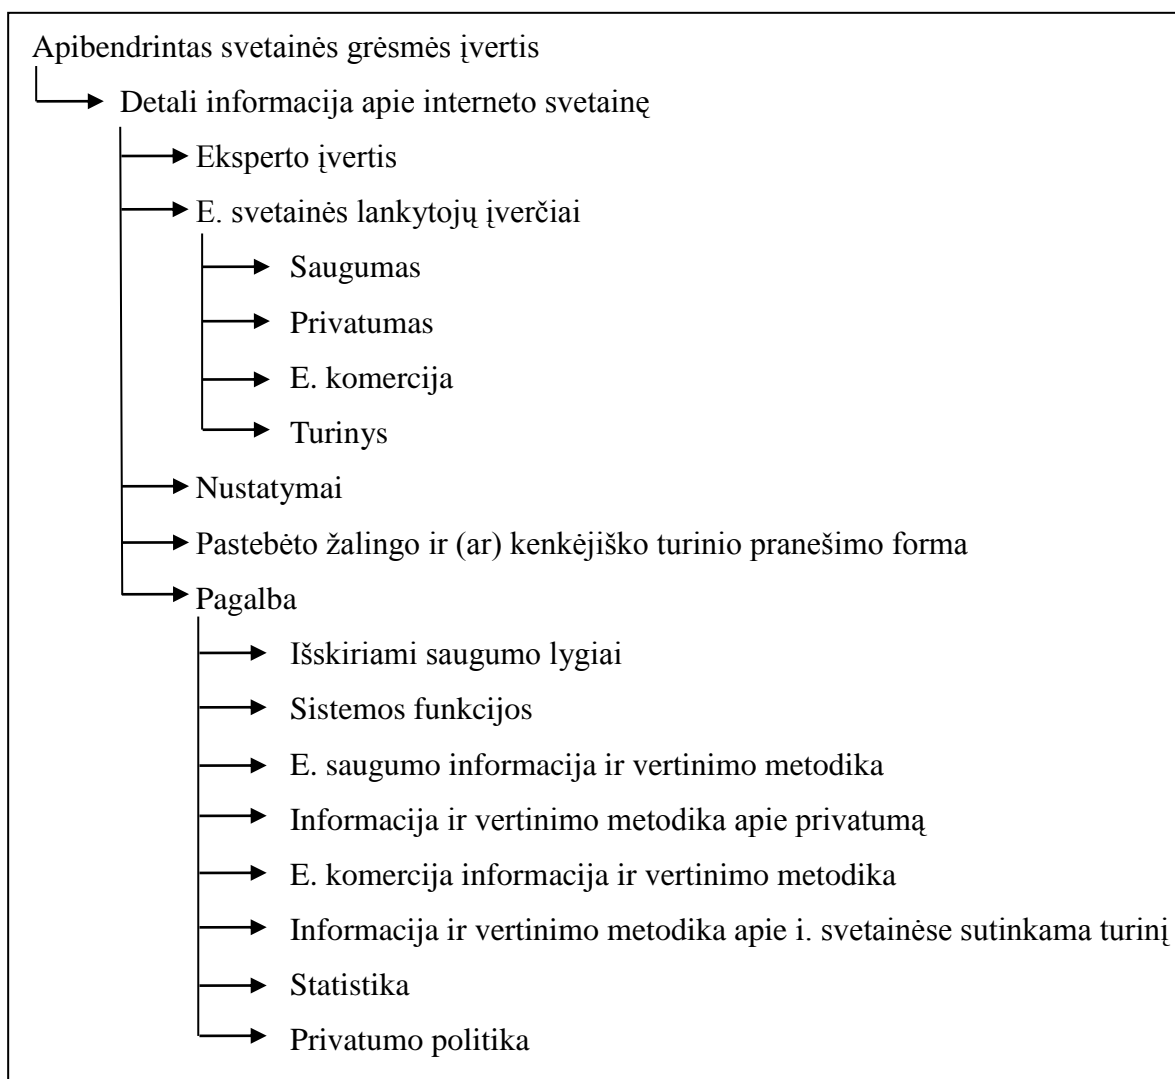 Apibendrintas svetainės grėsmės įvertis
Detali informacija apie interneto svetainę
Eksperto įvertis
E. svetainės lankytojų įverčiai
Saugumas
Privatumas
E. komercija
Turinys
Nustatymai
Pastebėto žalingo ir (ar) kenkėjiško turinio pranešimo forma
Pagalba
Išskiriami saugumo lygiai
Sistemos funkcijos
E. saugumo informacija ir vertinimo metodika
Informacija ir vertinimo metodika apie privatumą
E. komercija informacija ir vertinimo metodika
Informacija ir vertinimo metodika apie i. svetainėse sutinkama turinį
Statistika
Privatumo politika